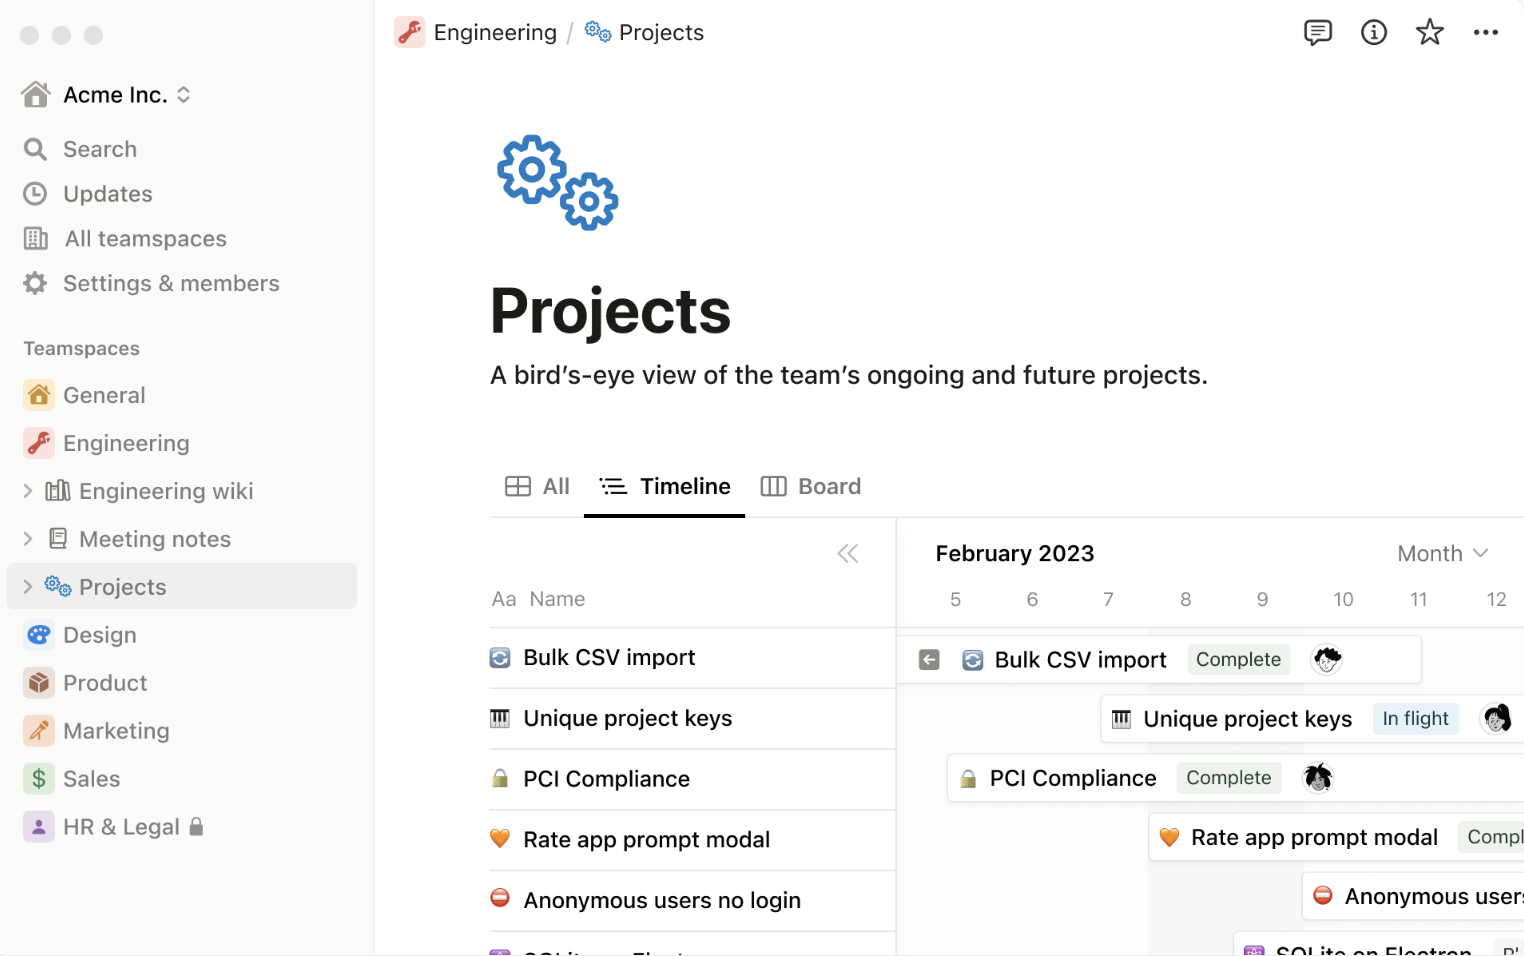 Acme Inc.
Search
Updates
All teamspaces
Settings & members
Teamspaces
General
Engineering
Engineering wiki
Meeting notes
Projects
Design
Product
Marketing
$ Sales
HR & Legal
Engineering / Projects
Projects
A bird’s-eye view of the team’s ongoing and future projects.
All Timeline Board
February 2023 Month
Aa Name 5 6 7 8 9 10 11 12
Bulk CSV import
Bulk CSV import Complete
Unique project keys
Unique project keys In flight
PCI Compliance
PCI Compliance Complete
Rate app prompt modal
Rate app prompt modal Compl
Anonymous users no login
Anonymous users
SQLite on Electron